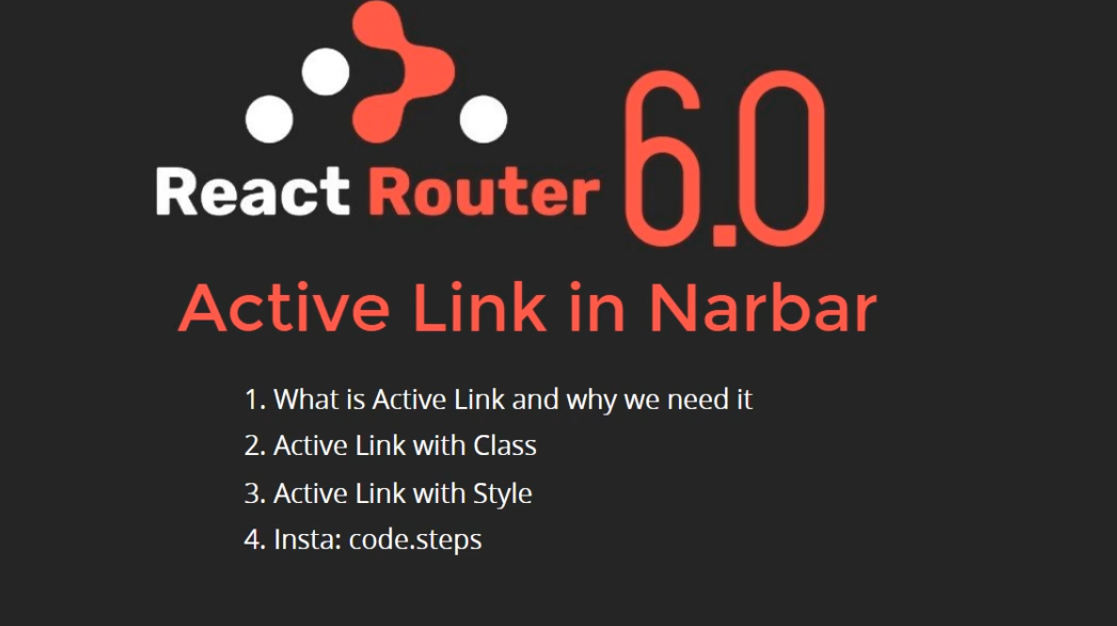 React Router 6.0
Active Link in Narbar
1. What is Active Link and why we need it
2. Active Link with Class
3. Active Link with Style
4. Insta: code.steps